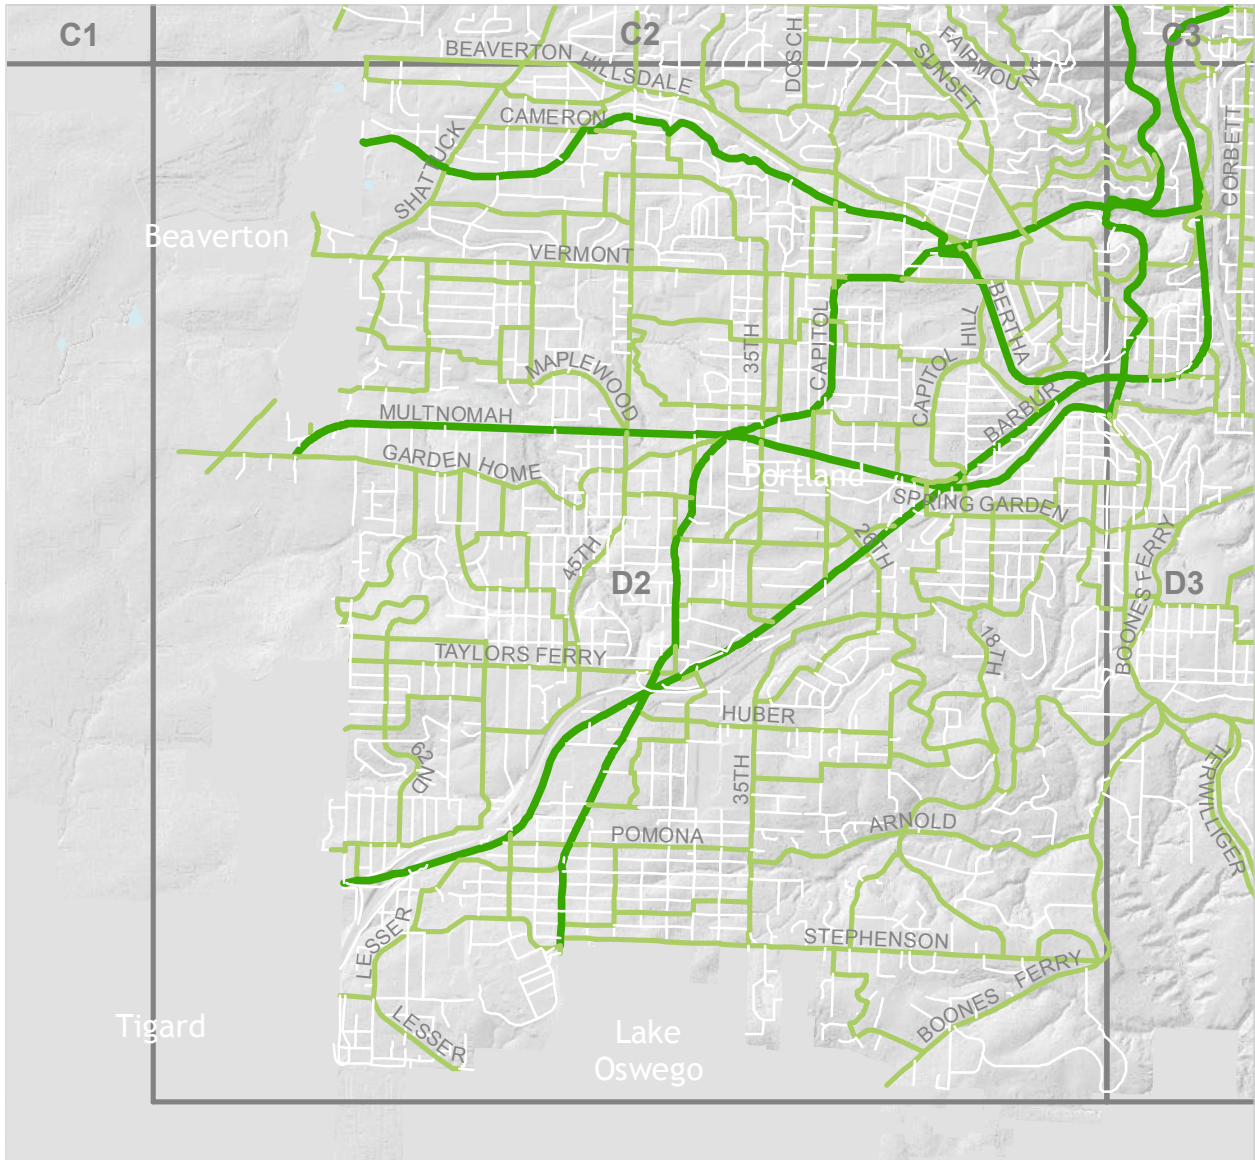 C1
C2
C3
BEAVERTON HILLSDALE
DOSCH
FAIRMOUNT
SUNSET
CAMERON
SHATTUCK
CORBETT
Beaverton
VERMONT
BERTHA
HILL
CAPITOL
35TH
CAPITOL
MAPLEWOOD
MULTNOMAH
BARBUR
GARDEN HOME
Portland
SPRING GARDEN
26TH
45TH
D2
D3
BOONES FERRY
18TH
TAYLORS FERRY
HUBER
62ND
35TH
TERWILLIGER
POMONA
ARNOLD
LESSER
STEPHENSON
BOONES FERRY
Tigard
LESSER
Lake
Oswego